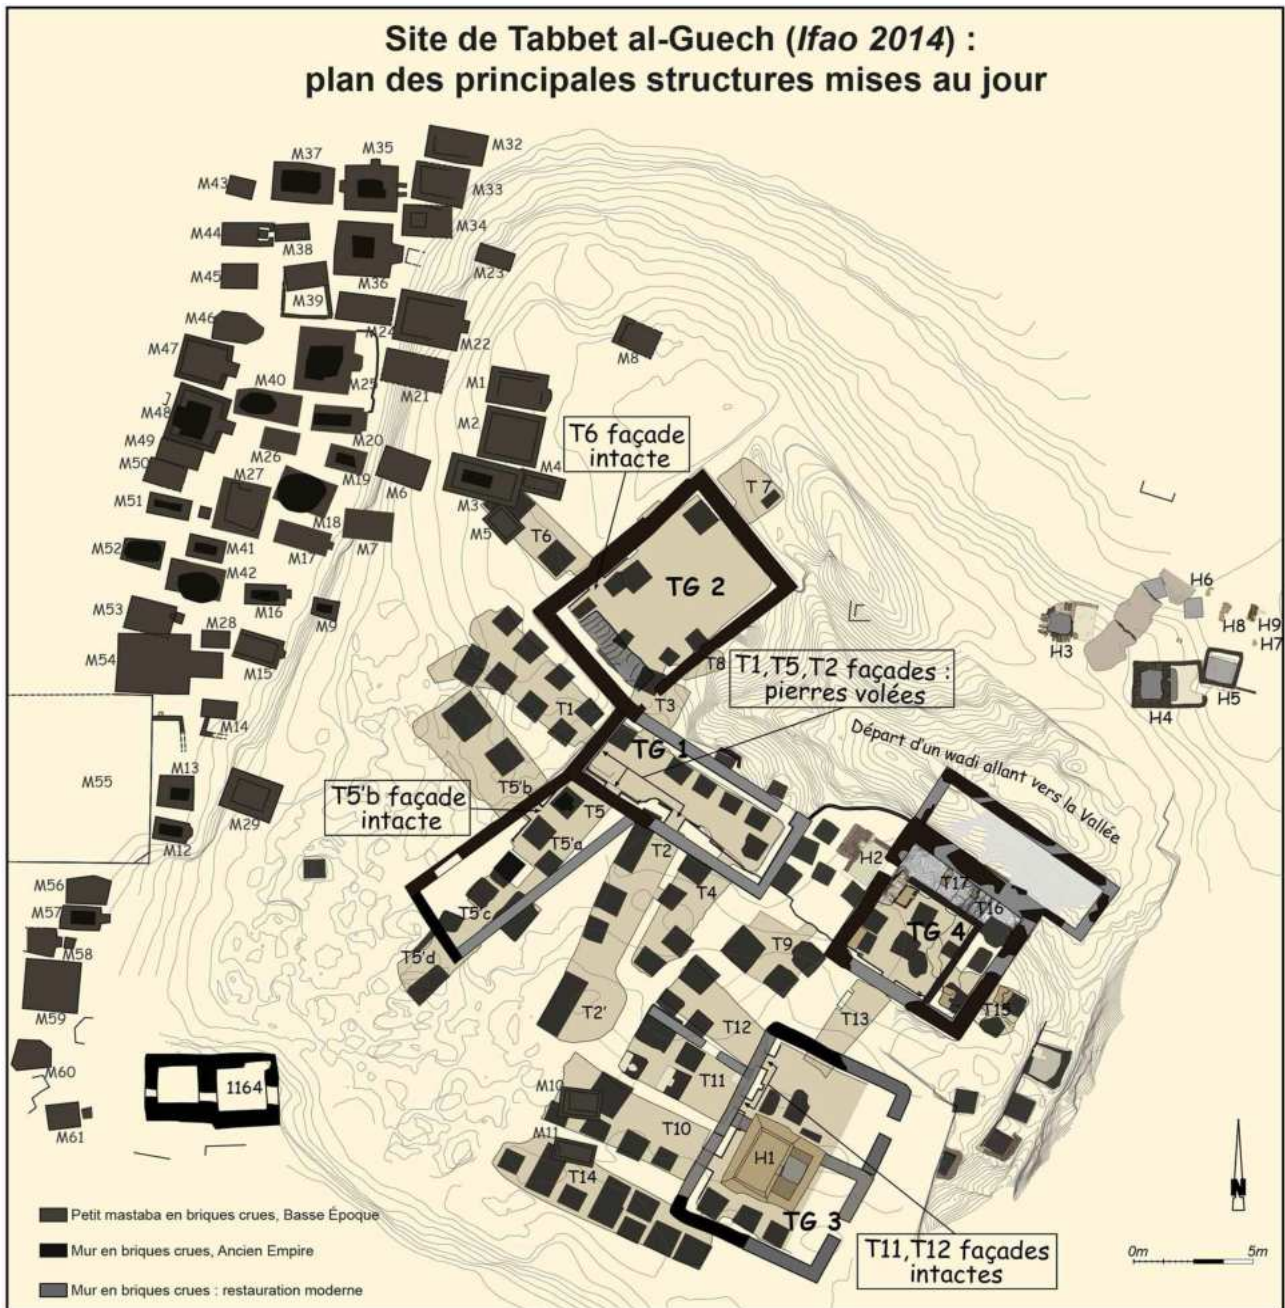 Site de Tabbet al-Guech (Ifao 2014) :
plan des principales structures mises au jour
M32
M35
M37
M43
M33
M34
M44
M38
M23
M45
M36
M39
M46
M24
M22
M8
M47
M40
M25
M21
M1
M48
M2
M20
T6 façade
intacte
M49
M26
M50
M19
M4
M27
M6
M3
T 7
M51
M18
M5
T6
M17
M7
M52
M41
M42
TG 2
H6
M53
M16
M9
H8
H9
M28
H3
H7
M54
M15
T8
T1,T5,T2 façades :
pierres volées
H5
T3
H4
T1
M14
TG 1
Départ d'un wadi allant vers la Vallée
M55
M13
T5'b
T5'b façade
intacte
T5
M29
M12
T5'a
T2
H2
T4
T17
M56
T16
M57
T5'c
TG 4
M58
T9
T5'd
M59
T2'
T13
T15
T12
M60
1164
T11
M10
M61
T10
M11
H1
T14
TG 3
N
Petit mastaba en briques crues, Basse Époque
Mur en briques crues, Ancien Empire
T11,T12 façades
intactes
0m
5m
Mur en briques crues : restauration moderne